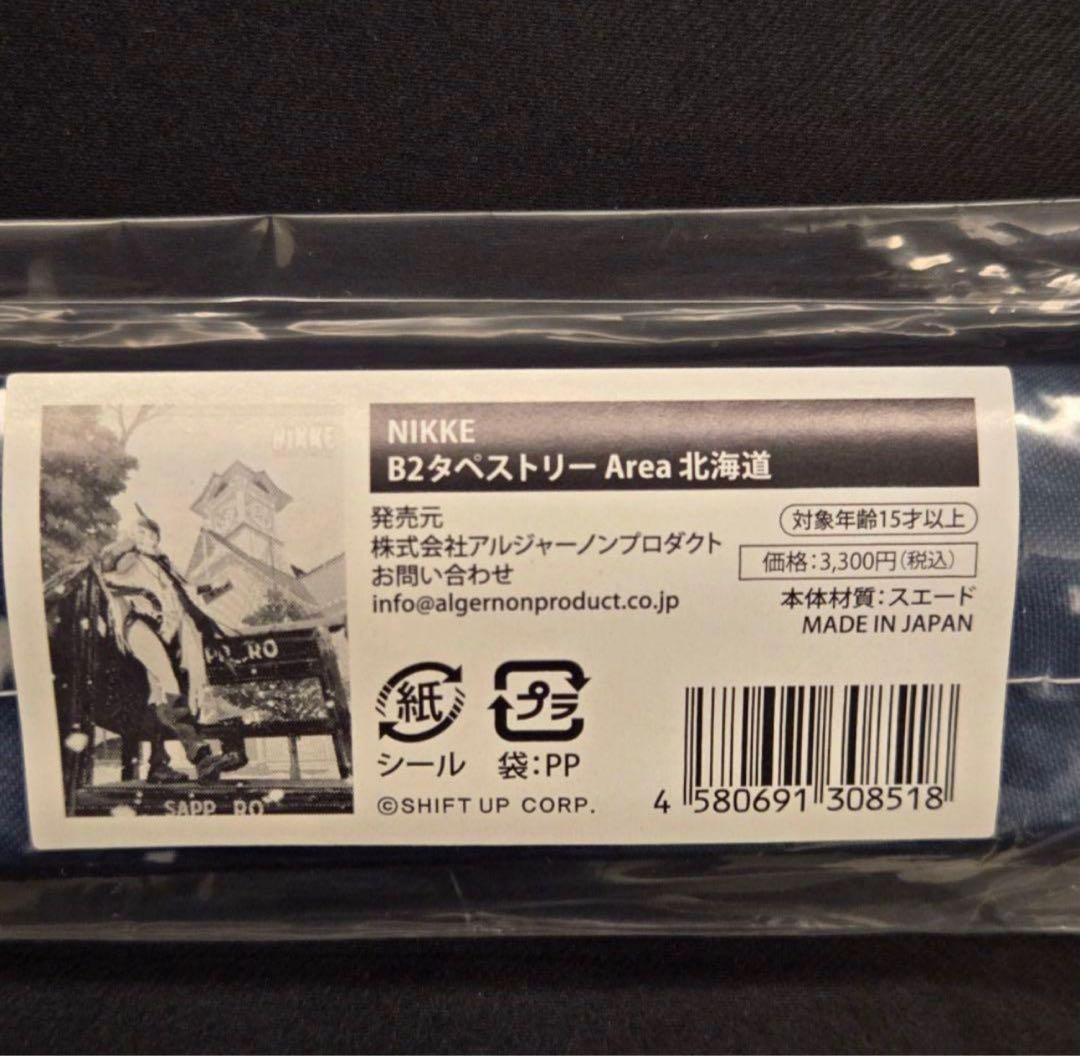 NIKKE
NIKKE
B2タペストリー Area 北海道
発売元
株式会社アルジャーノンプロダクト
お問い合わせ
info@algernonproduct.co.jp
対象年齢15才以上
価格:3,300円(税込)
本体材質:スエード
MADE IN JAPAN
紙
シール
プラ
袋:PP
©SHIFT UP CORP.
4 580691 308518
SAPP RO